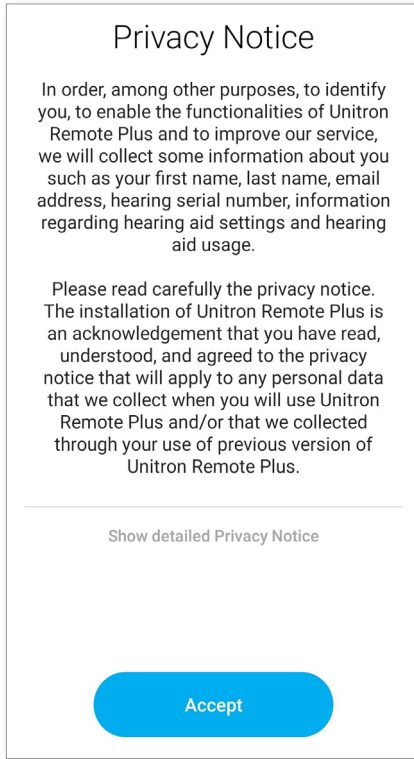 Privacy Notice
In order, among other purposes, to identify
you, to enable the functionalities of Unitron
Remote Plus and to improve our service,
we will collect some information about you
such as your first name, last name, email
address, hearing serial number, information
regarding hearing aid settings and hearing
aid usage.
Please read carefully the privacy notice.
The installation of Unitron Remote Plus is
an acknowledgement that you have read,
understood, and agreed to the privacy
notice that will apply to any personal data
that we collect when you will use Unitron
Remote Plus and/or that we collected
through your use of previous version of
Unitron Remote Plus.
Show detailed Privacy Notice
Accept